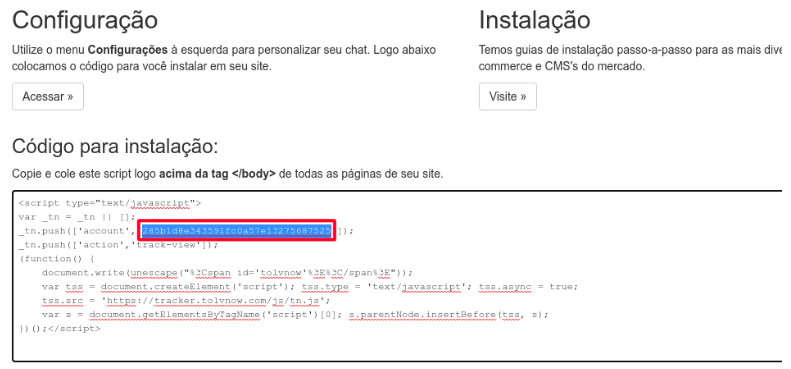 Configuração
Utilize o menu Configurações à esquerda para personalizar seu chat. Logo abaixo
colocamos o código para você instalar em seu site.
Acessar »
Instalação
Temos guias de instalação passo-a-passo para as mais dive
commerce e CMS's do mercado.
Visite »
Código para instalação:
Copie e cole este script logo acima da tag </body> de todas as páginas de seu site.
<script type="text/javascript">
var _tn = _tn || [];
_tn.push(['account','285b1d8e343591fc0a57e13275687525']);
_tn.push(['action','track-view']);
(function() {
document.write(unescape("%3Cspan id='tolvnow'%3E%3C/span%3E"));
var tss = document.createElement('script'); tss.type = 'text/javascript'; tss.async = true;
tss.src = 'https://tracker.tolvnow.com/js/tn.js';
var s = document.getElementsByTagName('script')[0]; s.parentNode.insertBefore(tss, s);
})();</script>